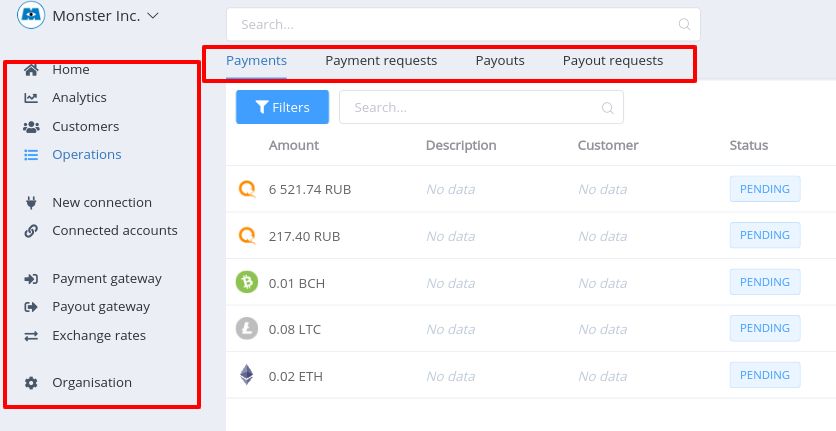 Monster Inc.
Search...
Home
Analytics
Customers
Operations
New connection
Connected accounts
Payment gateway
Payout gateway
Exchange rates
Organisation
Payments Payment requests Payouts Payout requests
Filters Search...
Amount Description Customer Status
6 521.74 RUB No data No data PENDING
217.40 RUB No data No data PENDING
0.01 BCH No data No data PENDING
0.08 LTC No data No data PENDING
0.02 ETH No data No data PENDING